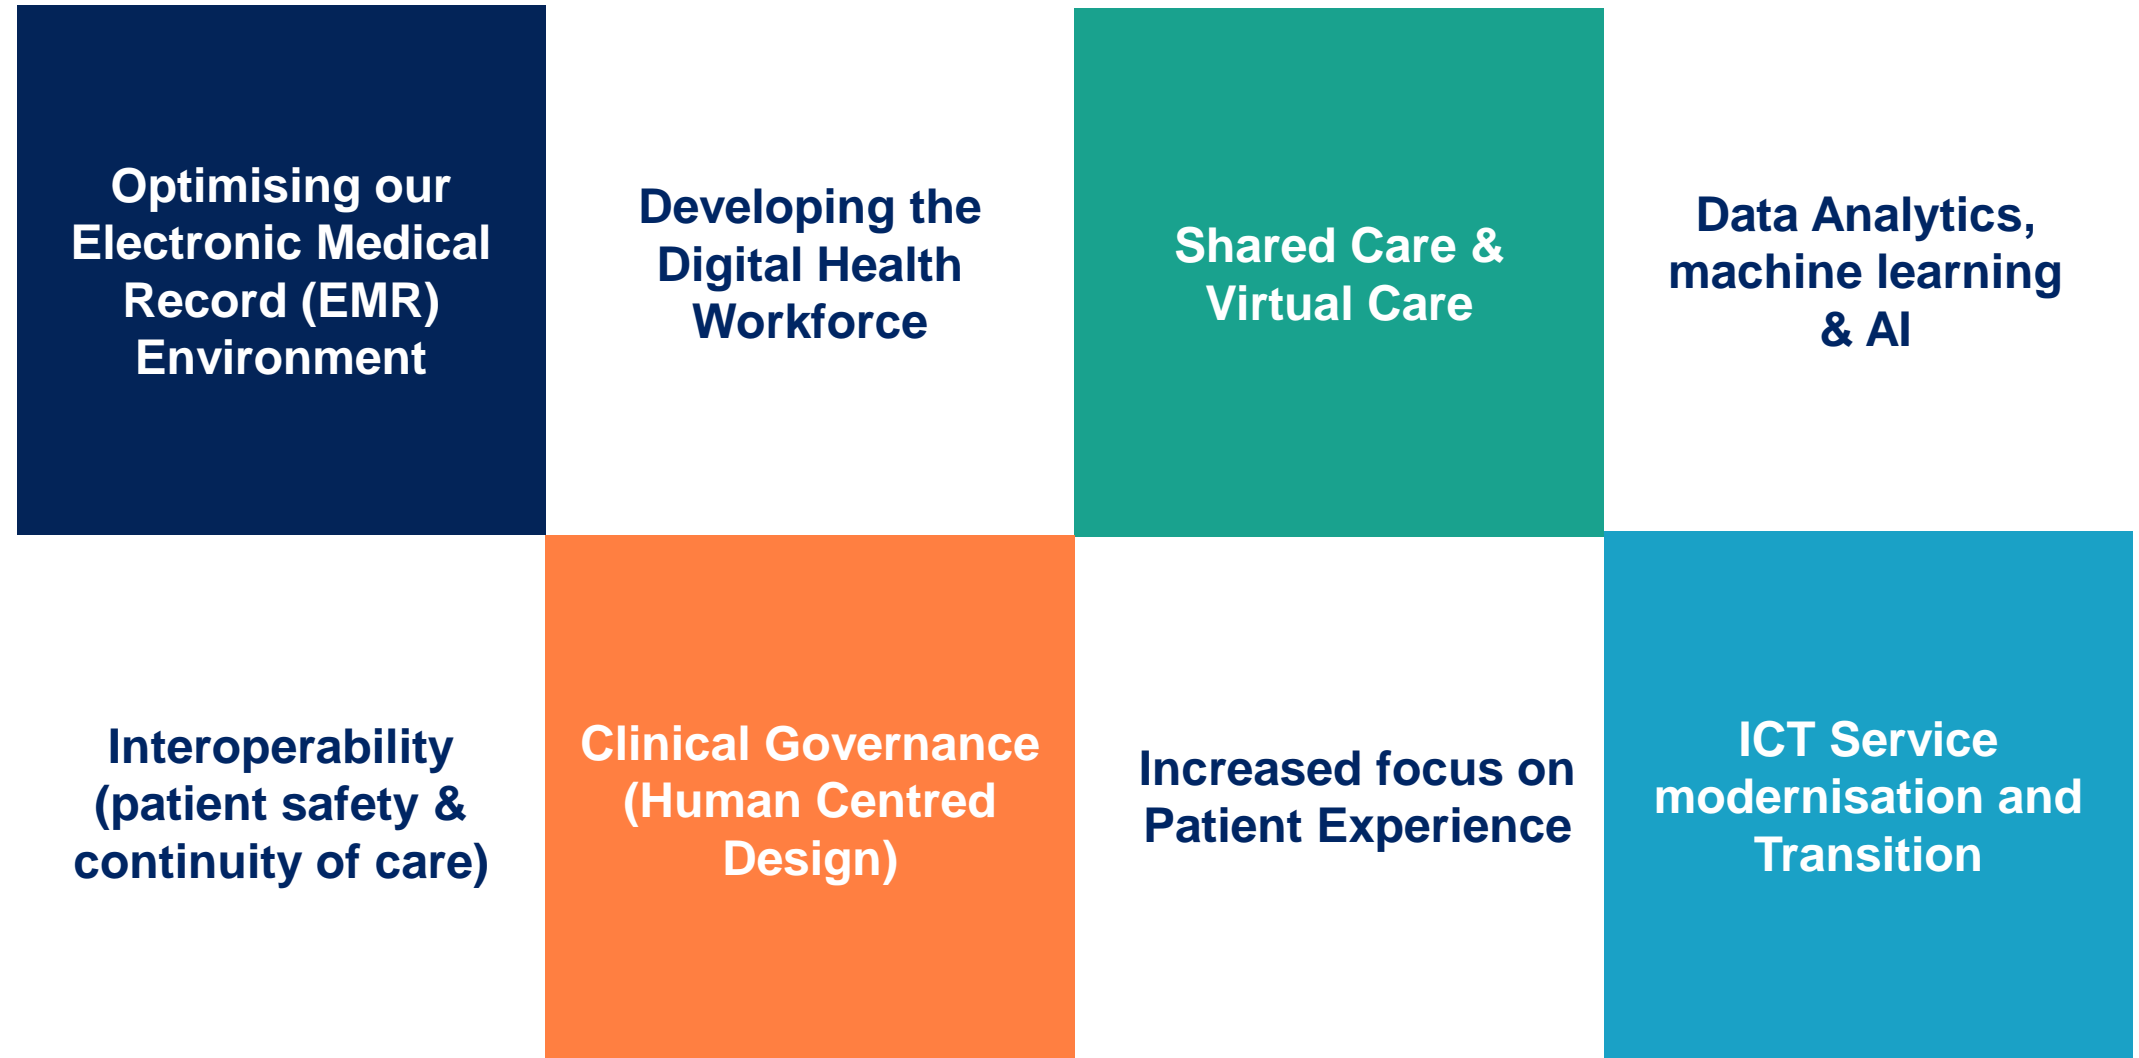 Optimising our
Electronic Medical
Record (EMR)
Environment
Developing the
Digital Health
Workforce
Shared Care &
Virtual Care
Data Analytics,
machine learning
& AI
Interoperability
(patient safety &
continuity of care)
Clinical Governance
(Human Centred
Design)
Increased focus on
Patient Experience
ICT Service
modernisation and
Transition